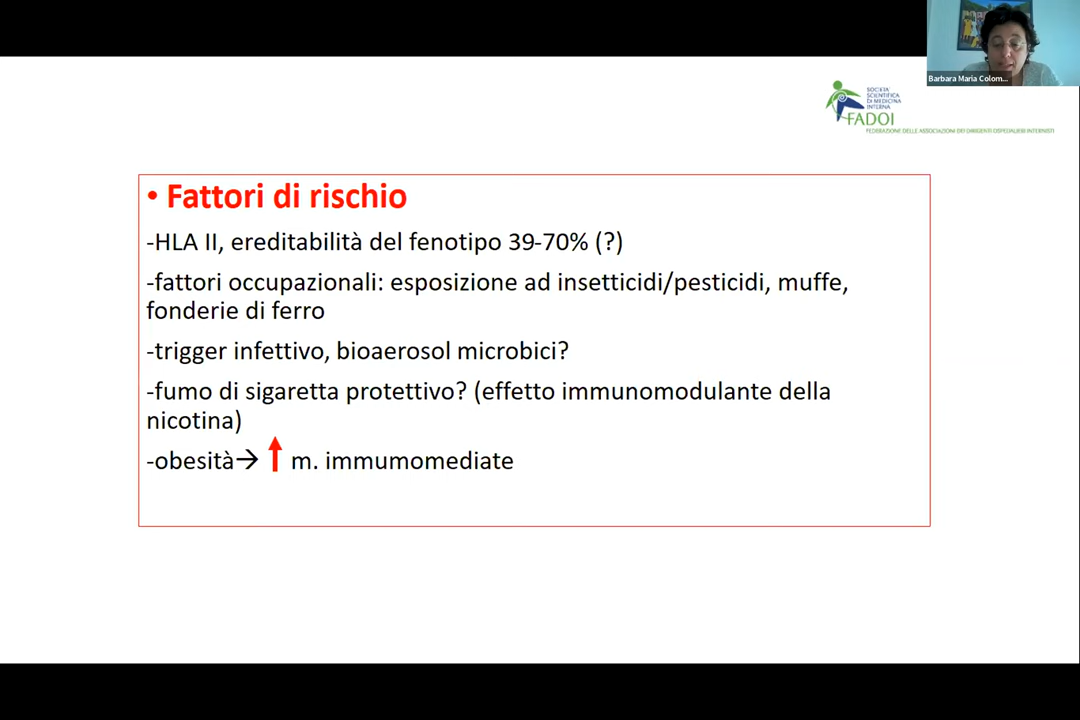 Barbara Maria Colom...
SOCIETÀ
SCIENTIFICA
DI MEDICINA
INTERNA
FADOI
FEDERAZIONE DELLE ASSOCIAZIONI DEI DIRIGENTI OSPEDALIERI INTERNISTI
• Fattori di rischio
-HLA II, ereditabilità del fenotipo 39-70% (?)
-fattori occupazionali: esposizione ad insetticidi/pesticidi, muffe,
fonderie di ferro
-trigger infettivo, bioaerosol microbici?
-fumo di sigaretta protettivo? (effetto immunomodulante della
nicotina)
-obesità→ ↑ m. immumomediate